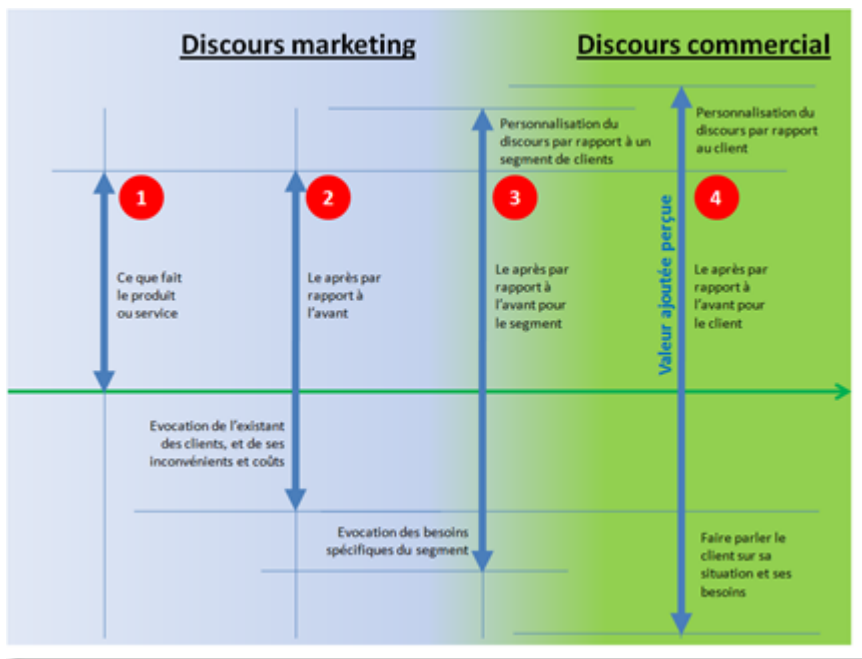 Discours marketing
Discours commercial
Personnalisation du
discours par rapport à un
segment de clients
Personnalisation du
discours par rapport
au client
1
2
3
4
Ce que fait
le produit
ou service
Le après par
rapport à
l'avant
Le après par
rapport à
l'avant pour
le segment
Valeur ajoutée perçue
Le après par
rapport à
l'avant pour
le client
Evocation de l'existant
des clients, et de ses
inconvénients et coûts
Evocation des besoins
spécifiques du segment
Faire parler le
client sur sa
situation et ses
besoins